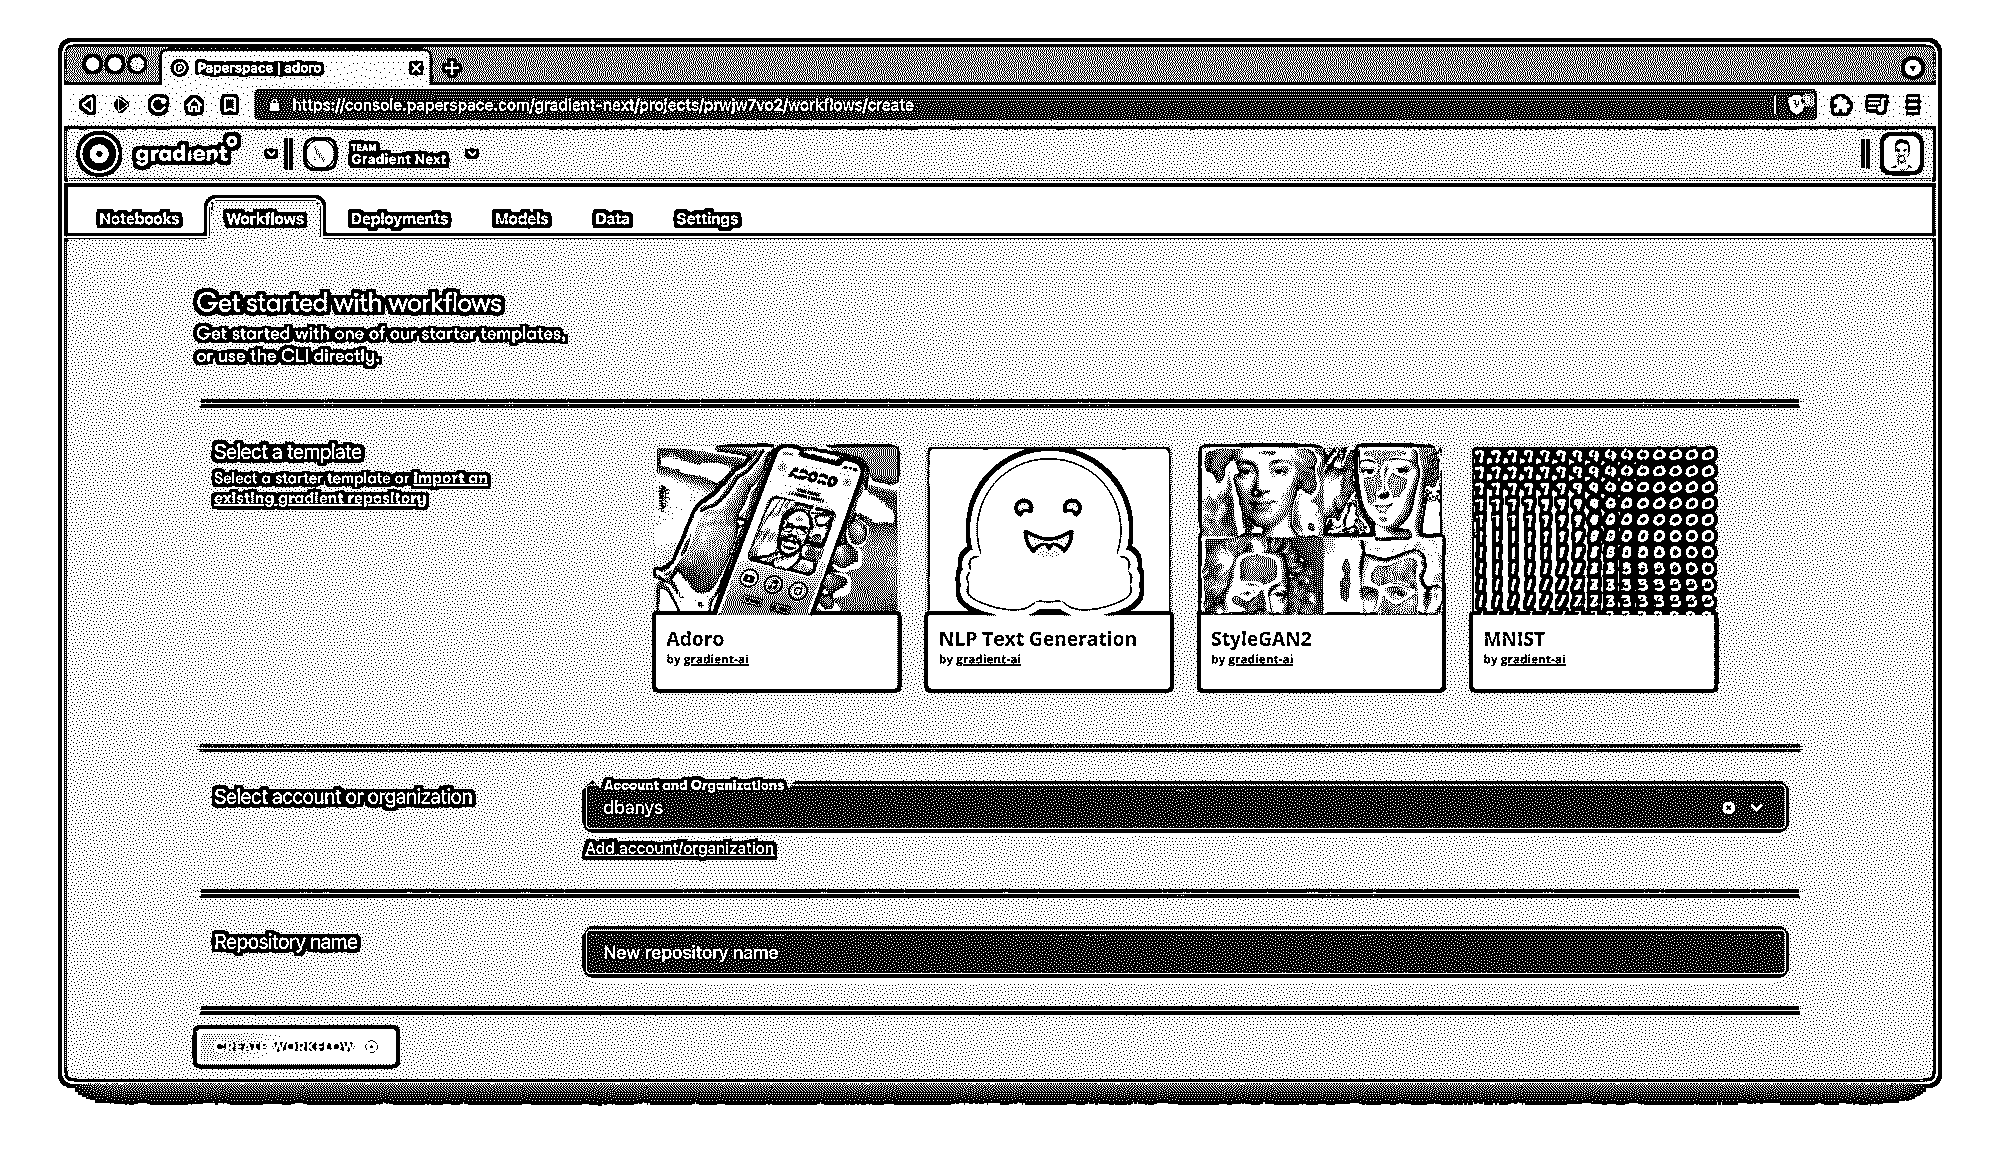 Paperspace | adoro
https://console.paperspace.com/gradient-next/projects/prwjw7vo2/workflows/create
gradient
TEAM
Gradient Next
Notebooks Workflows Deployments Models Data Settings
Get started with workflows
Get started with one of our starter templates,
or use the CLI directly.
Select a template
Select a starter template or import an
existing gradient repository
ADORO
Adoro
by gradient-ai
NLP Text Generation
by gradient-ai
StyleGAN2
by gradient-ai
MNIST
by gradient-ai
Select account or organization
Account and Organizations
dbanys
Add account/organization
Repository name
New repository name
CREATE WORKFLOW